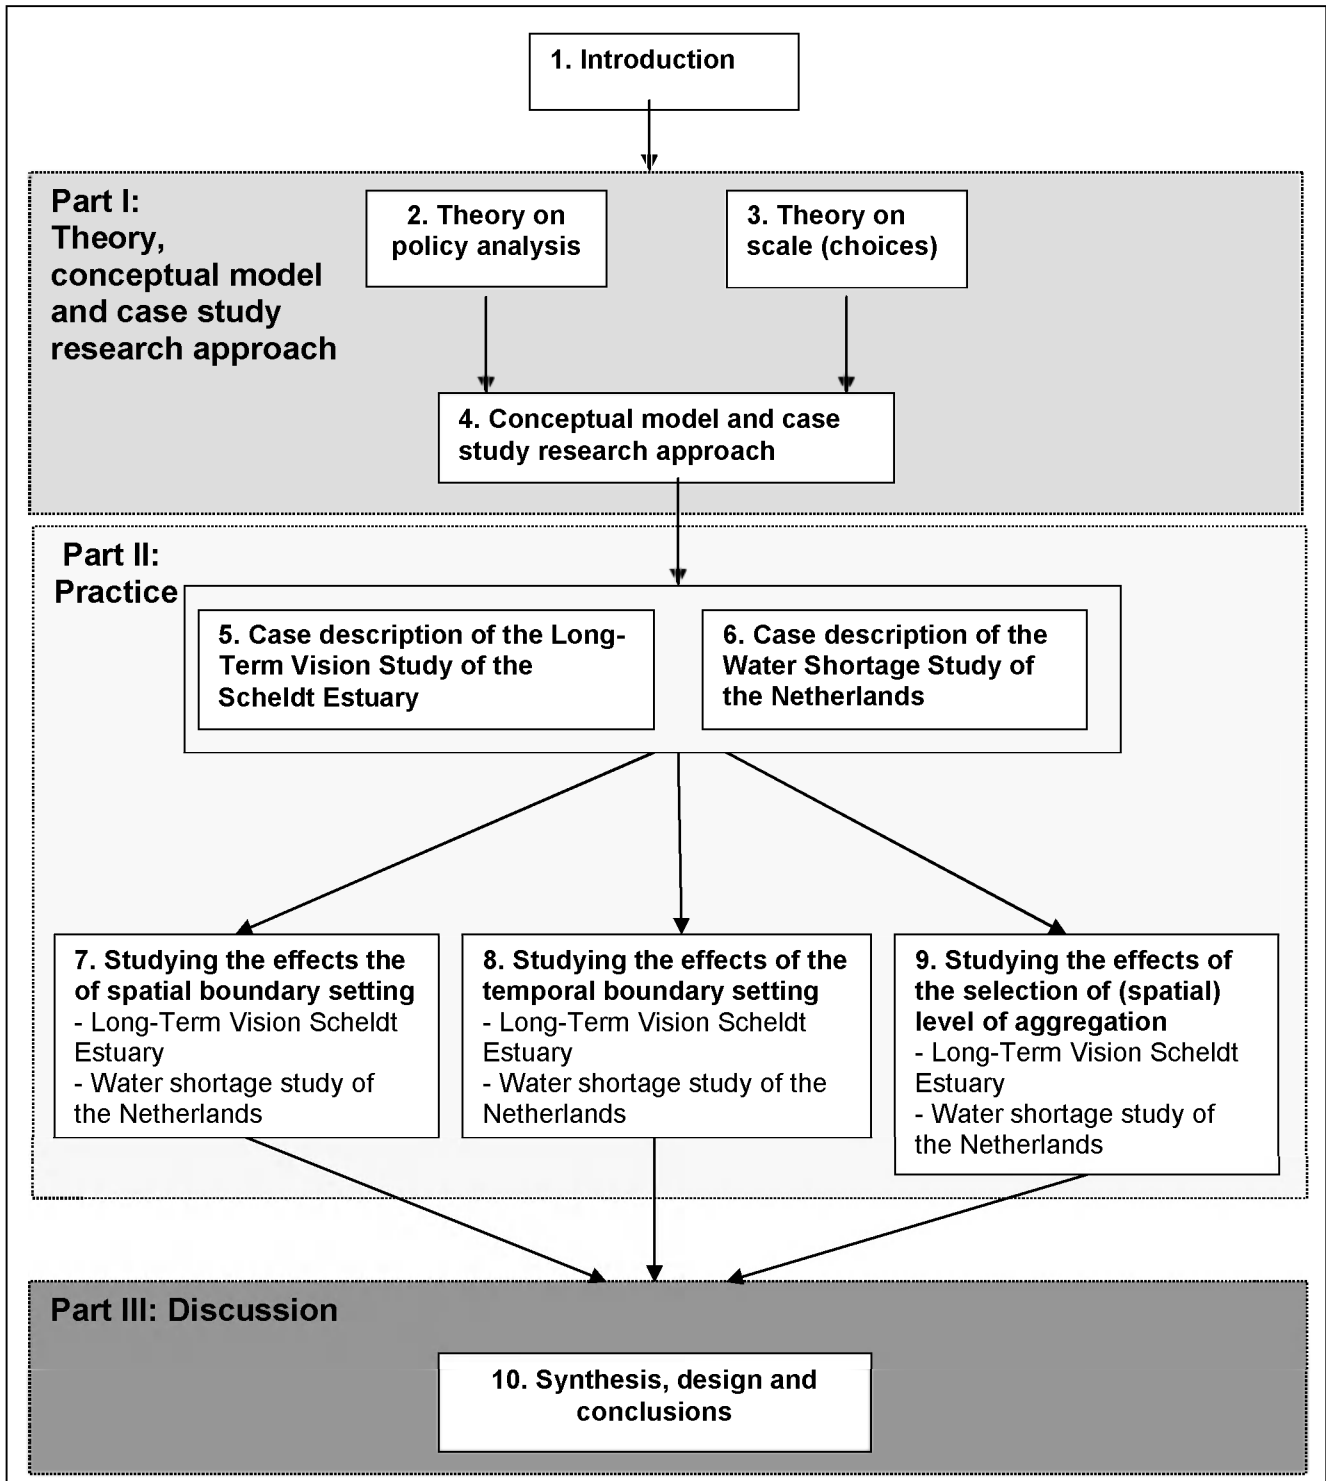 1. Introduction
Part I:
Theory,
conceptual model
and case study
research approach
2. Theory on
policy analysis
3. Theory on
scale (choices)
4. Conceptual model and case
study research approach
Part II:
Practice
5. Case description of the Long-
Term Vision Study of the
Scheldt Estuary
6. Case description of the
Water Shortage Study of
the Netherlands
7. Studying the effects the
of spatial boundary setting
- Long-Term Vision Scheldt
Estuary
- Water shortage study of
the Netherlands
8. Studying the effects of the
temporal boundary setting
- Long-Term Vision Scheldt
Estuary
- Water shortage study of the
Netherlands
9. Studying the effects of
the selection of (spatial)
level of aggregation
- Long-Term Vision Scheldt
Estuary
- Water shortage study of
the Netherlands
Part III: Discussion
10. Synthesis, design and
conclusions